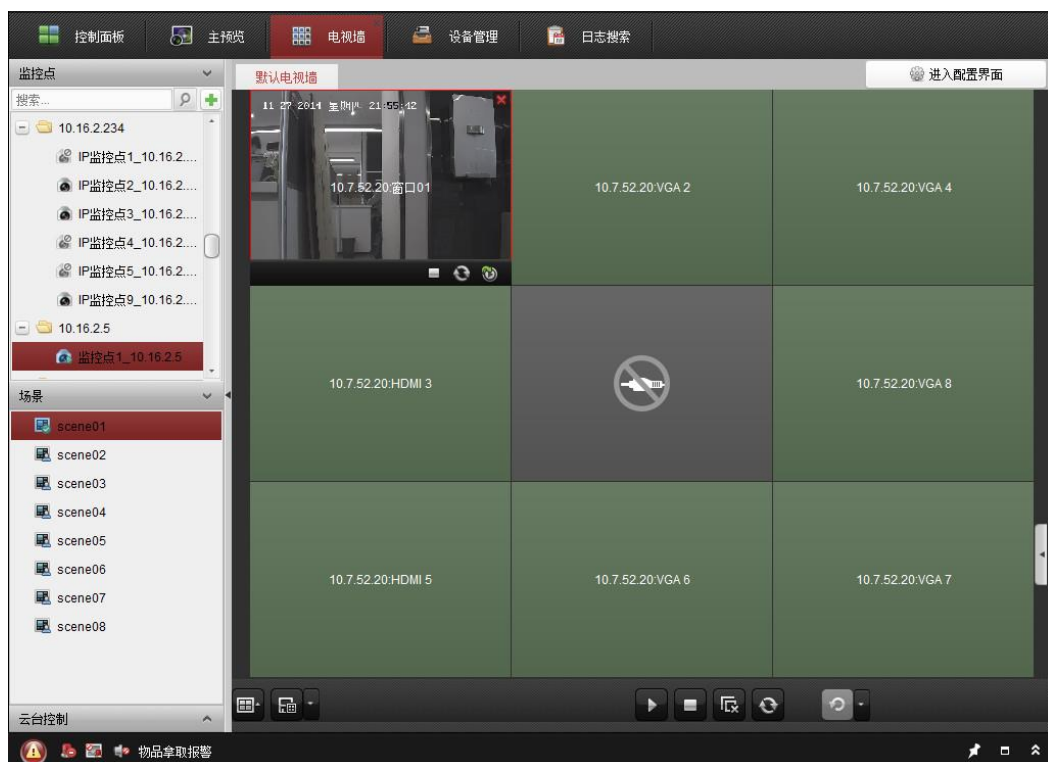 控制面板 主预览 电视墙 设备管理 日志搜索
监控点
默认电视墙
进入配置界面
搜索...
10.16.2.234
IP监控点1_10.16.2....
IP监控点2_10.16.2....
IP监控点3_10.16.2....
IP监控点4_10.16.2....
IP监控点5_10.16.2....
IP监控点9_10.16.2....
10.16.2.5
监控点1_10.16.2.5
场景
scene01
scene02
scene03
scene04
scene05
scene06
scene07
scene08
云台控制
11 27 2014 星期四 21:55:42
10.7.52.20:窗口01
10.7.52.20:VGA 2
10.7.52.20:VGA 4
10.7.52.20:HDMI 3
10.7.52.20:VGA 8
10.7.52.20:HDMI 5
10.7.52.20:VGA 6
10.7.52.20:VGA 7
物品拿取报警